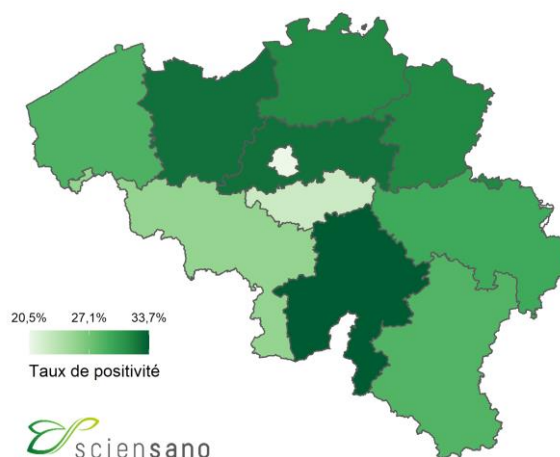 20,5% 27,1% 33,7%
Taux de positivité
sciensano